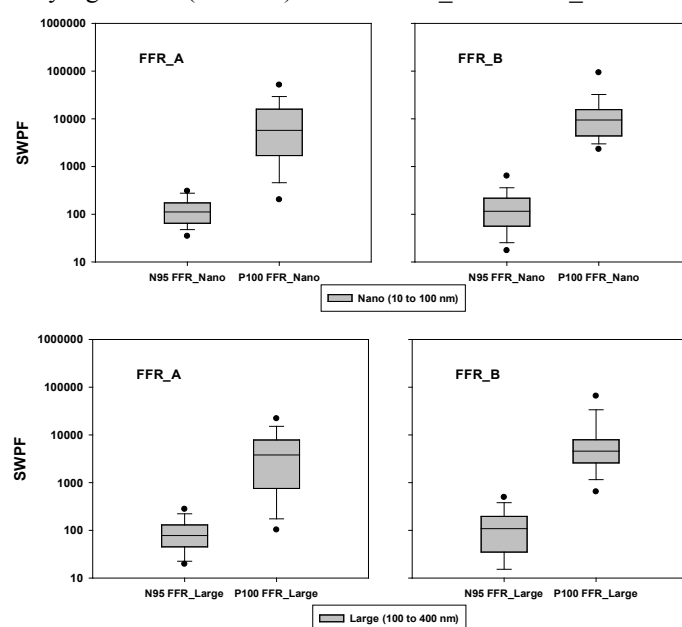 1000000
FFR_A
FFR_B
100000
10000
SWPF
1000
100
10
N95 FFR_Nano P100 FFR_Nano N95 FFR_Nano P100 FFR_Nano
Nano (10 to 100 nm)
1000000
FFR_A
FFR_B
100000
10000
SWPF
1000
100
10
N95 FFR_Large P100 FFR_Large N95 FFR_Large P100 FFR_Large
Large (100 to 400 nm)